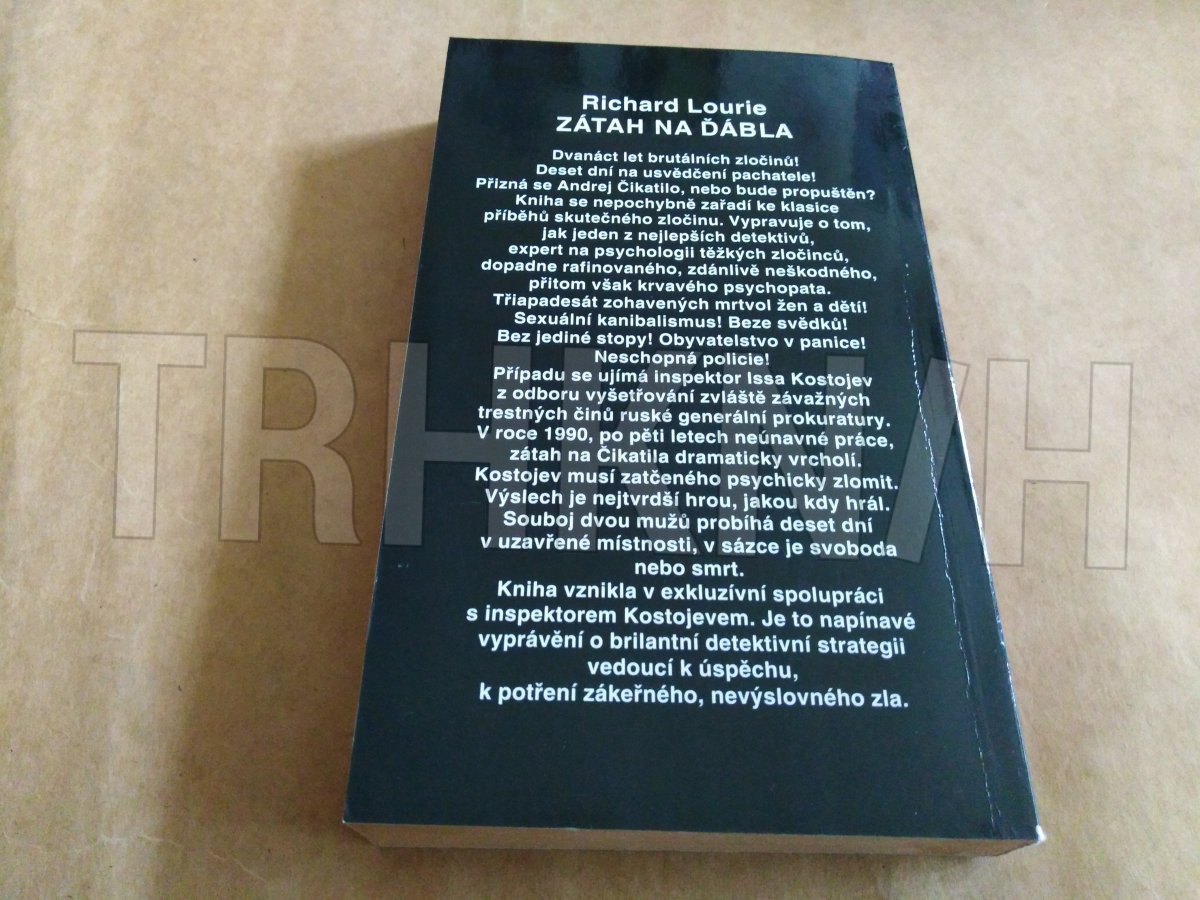 Richard Lourie
ZÁTAH NA ĎÁBLA
Dvanáct let brutálních zločinů!
Deset dní na usvědčení pachatele!
Přizná se Andrej Čikatilo, nebo bude propuštěn?
Kniha se nepochybně zařadí ke klasice
příběhů skutečného zločinu. Vypravuje o tom,
jak jeden z nejlepších detektivů,
expert na psychologii těžkých zločinců,
dopadne rafinovaného, zdánlivě neškodného,
přitom však krvavého psychopata.
Třiapadesát zohavených mrtvol žen a dětí!
Sexuální kanibalismus! Beze svědků!
Bez jediné stopy! Obyvatelstvo v panice!
Neschopná policie!
Případu se ujímá inspektor Issa Kostojev
z odboru vyšetřování zvláště závažných
trestných činů ruské generální prokuratury.
V roce 1990, po pěti letech neúnavné práce,
zátah na Čikatila dramaticky vrcholí.
Kostojev musí zatčeného psychicky zlomit.
Výslech je nejtvrdší hrou, jakou kdy hrál.
Souboj dvou mužů probíhá deset dní
v uzavřené místnosti, v sázce je svoboda
nebo smrt.
Kniha vznikla v exkluzívní spolupráci
s inspektorem Kostojevem. Je to napínavé
vyprávění o brilantní detektivní strategii
vedoucí k úspěchu,
k potření zákeřného, nevýslovného zla.
TRHKNIH